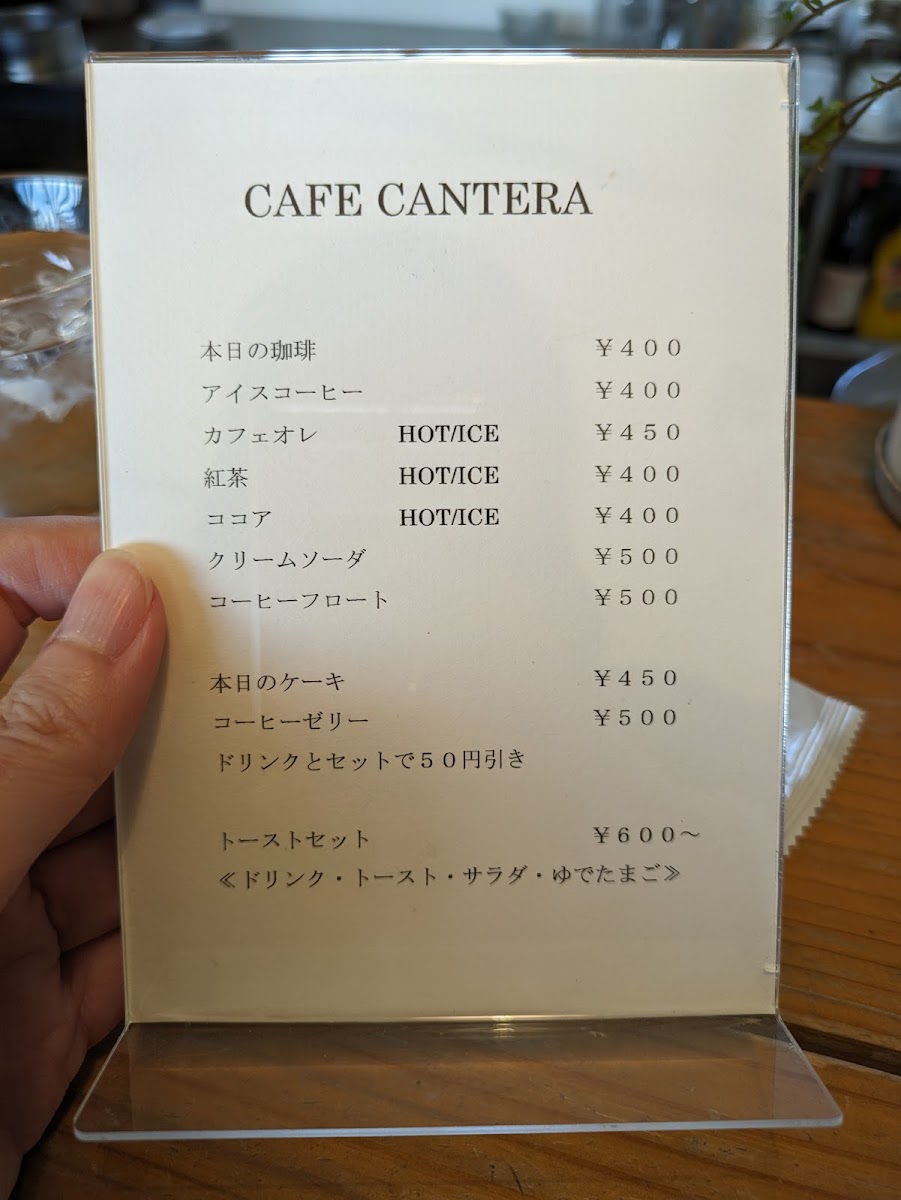 CAFE CANTERA
本日の珈琲 ￥４００
アイスコーヒー ￥４００
カフェオレ HOT/ICE ￥４５０
紅茶 HOT/ICE ￥４００
ココア HOT/ICE ￥４００
クリームソーダ ￥５００
コーヒーフロート ￥５００
本日のケーキ ￥４５０
コーヒーゼリー ￥５００
ドリンクとセットで５０円引き
トーストセット ￥６００～
≪ドリンク・トースト・サラダ・ゆでたまご≫